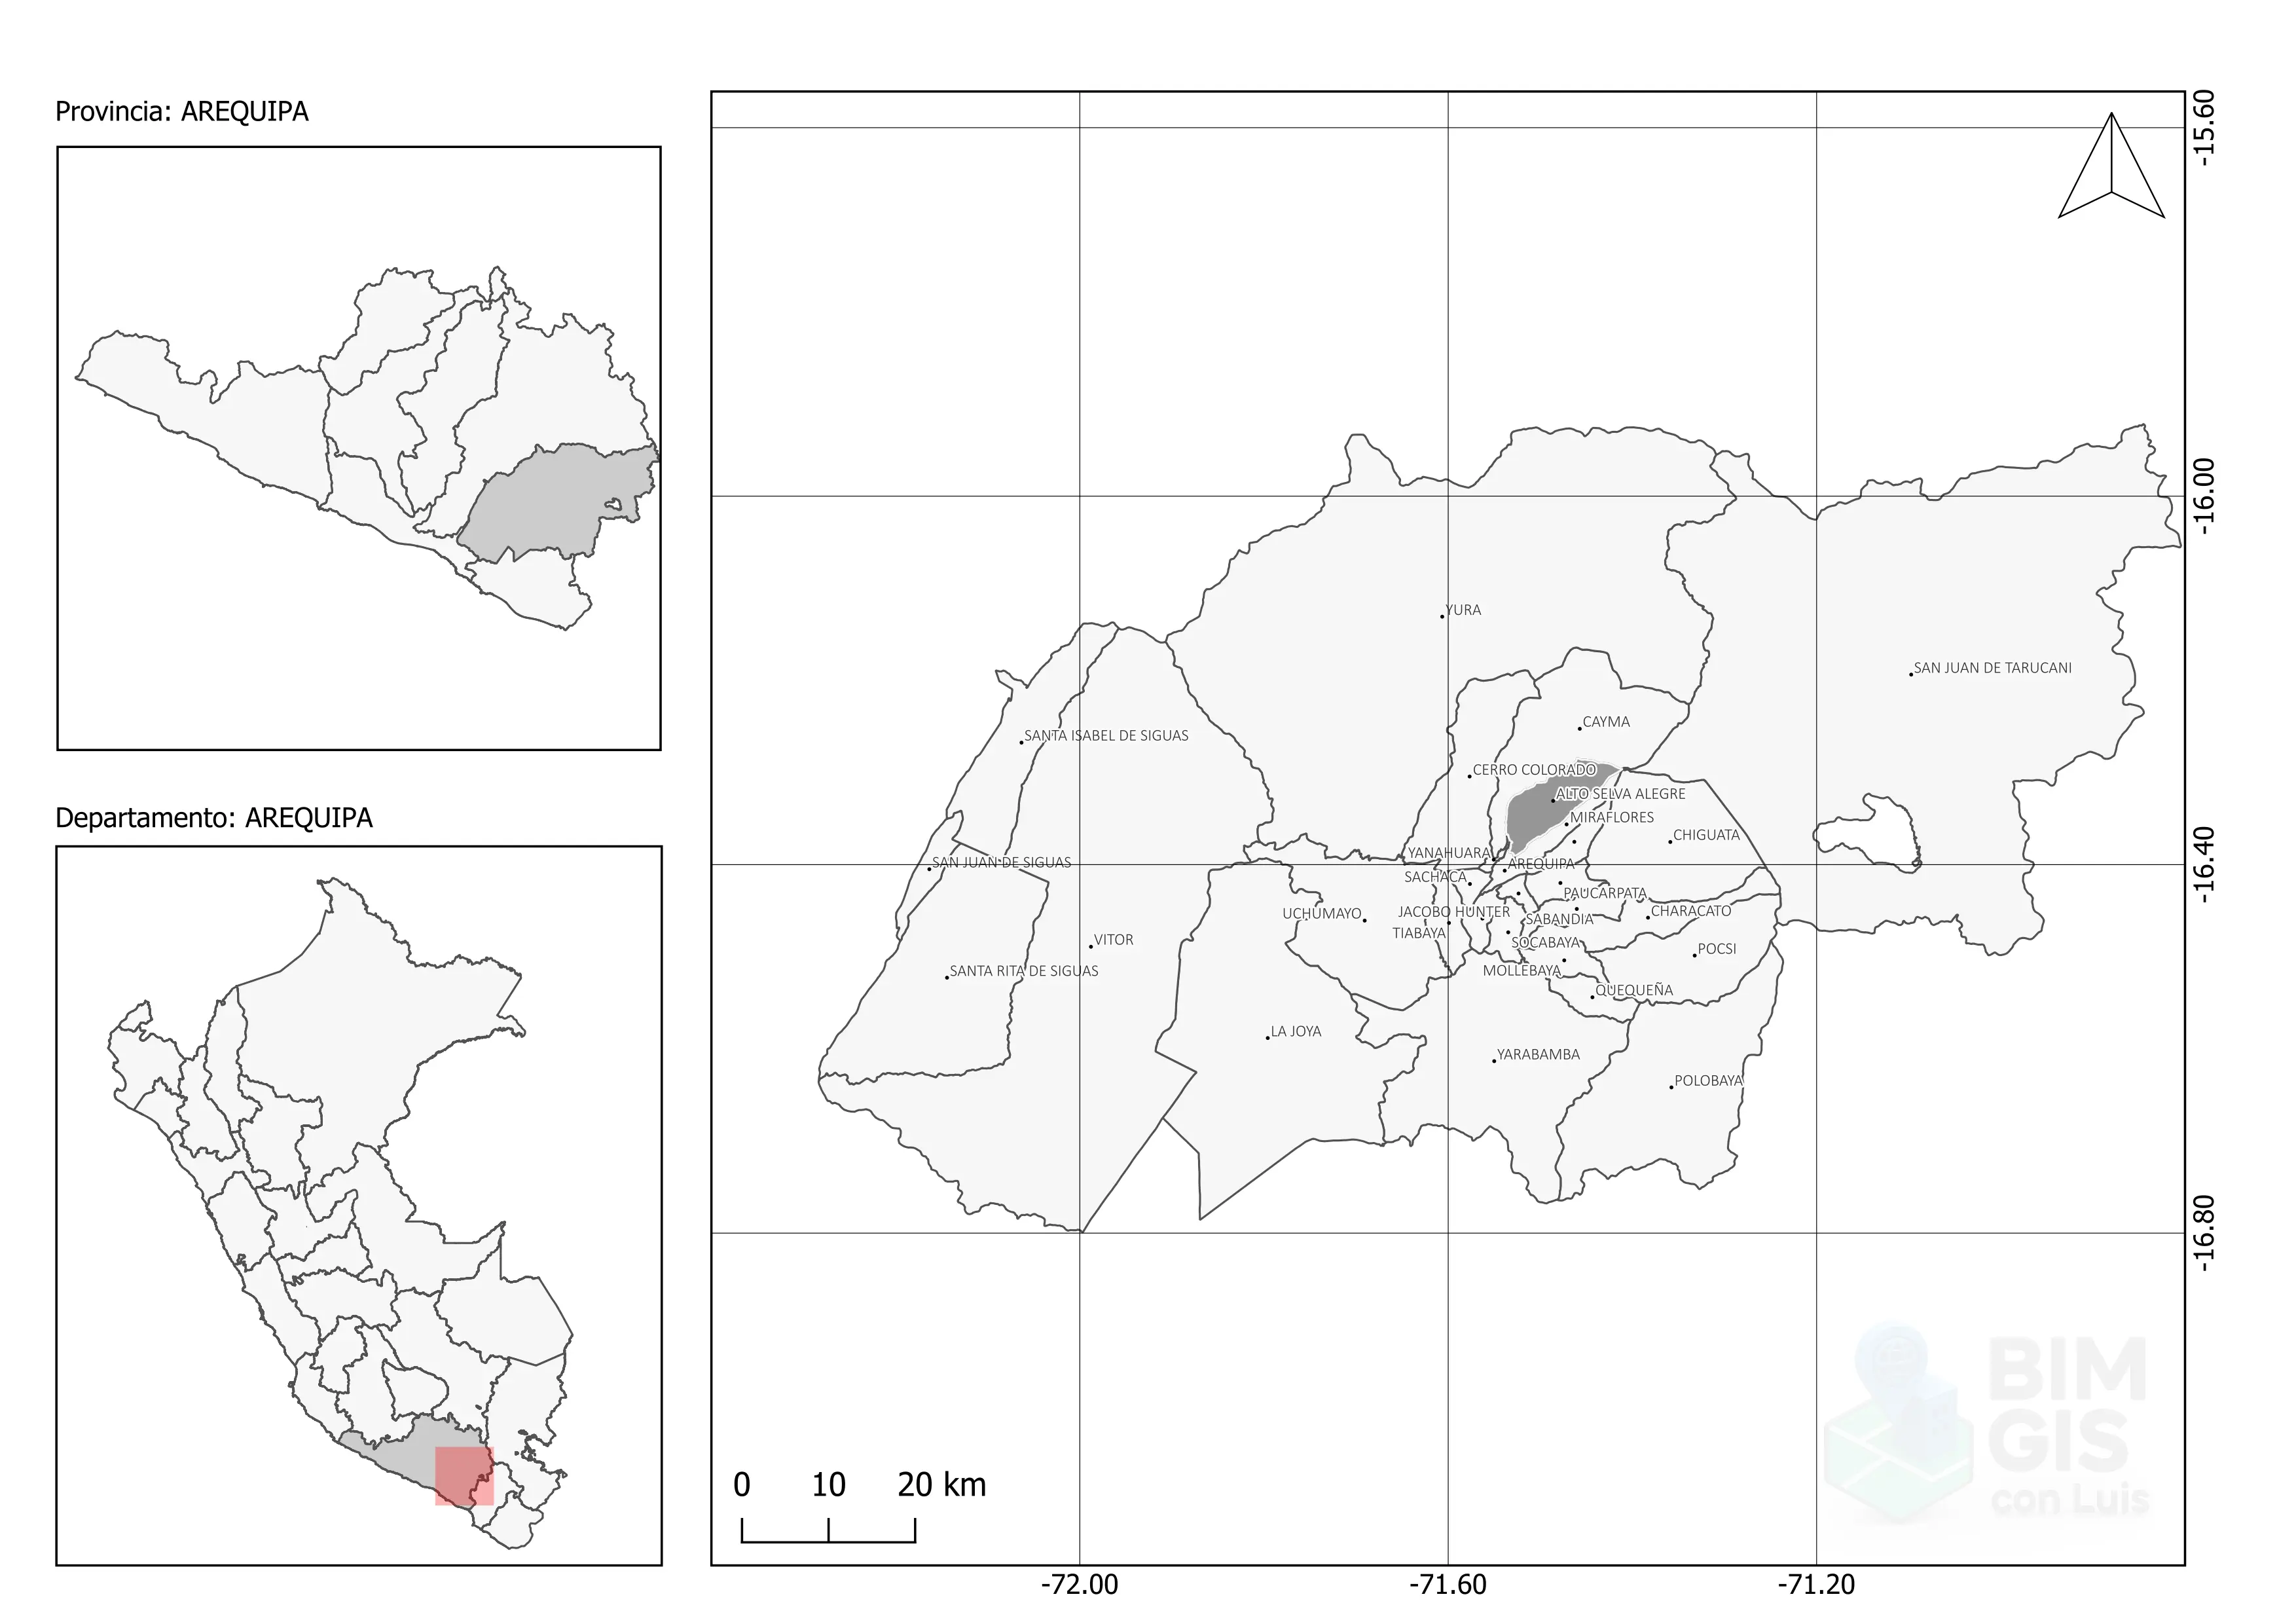 Provincia: AREQUIPA
Departamento: AREQUIPA
-15.60
-16.00
-16.40
-16.80
YURA
SAN JUAN DE TARUCANI
CAYMA
SANTA ISABEL DE SIGUAS
CERRO COLORADO
ALTO SELVA ALEGRE
MIRAFLORES
CHIGUATA
YANAHUARA
SAN JUAN DE SIGUAS
AREQUIPA
SACHACA
PAUCARPATA
UCHUMAYO
JACOBO HUNTER
CHARACATO
SABANDIA
TIABAYA
VITOR
SOCABAYA
POCSI
SANTA RITA DE SIGUAS
MOLLEBAYA
QUEQUEÑA
LA JOYA
YARABAMBA
POLOBAYA
BIM
GIS
con Luis
0 10 20 km
-72.00 -71.60 -71.20